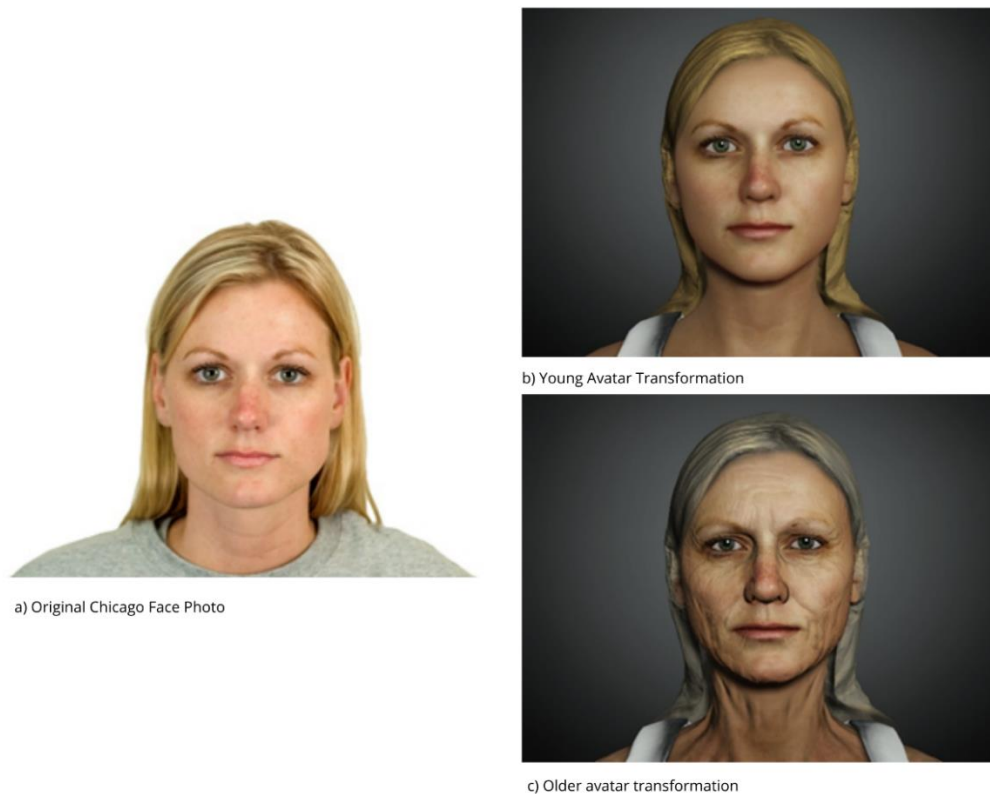 b) Young Avatar Transformation
a) Original Chicago Face Photo
c) Older avatar transformation